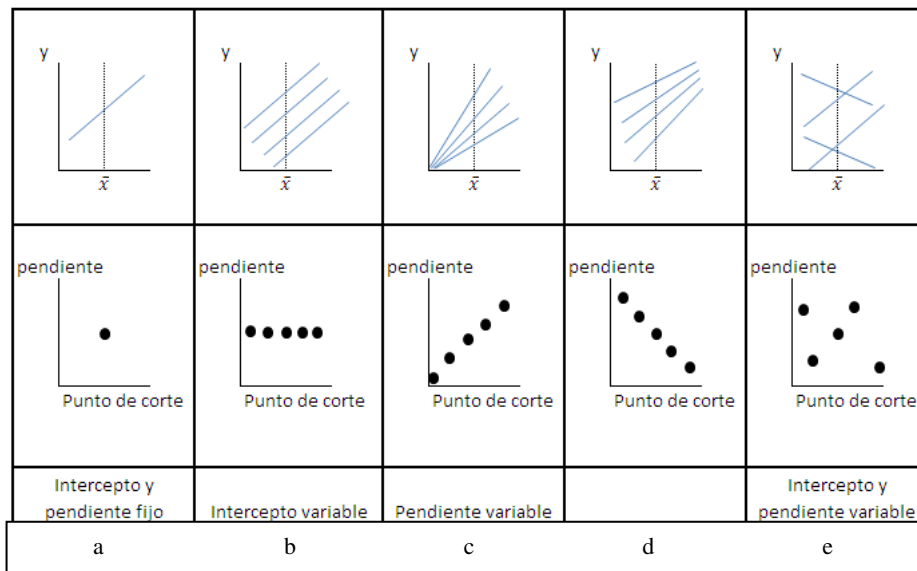 y y y y y
x̄ x̄ x̄ x̄ x̄
pendiente pendiente Pendiente pendiente pendiente
Punto de corte Punto de corte Punto de corte Punto de corte Punto de corte
Intercepto y
pendiente fijo
Intercepto variable
Pendiente variable
Intercepto y
pendiente variable
a b c d e